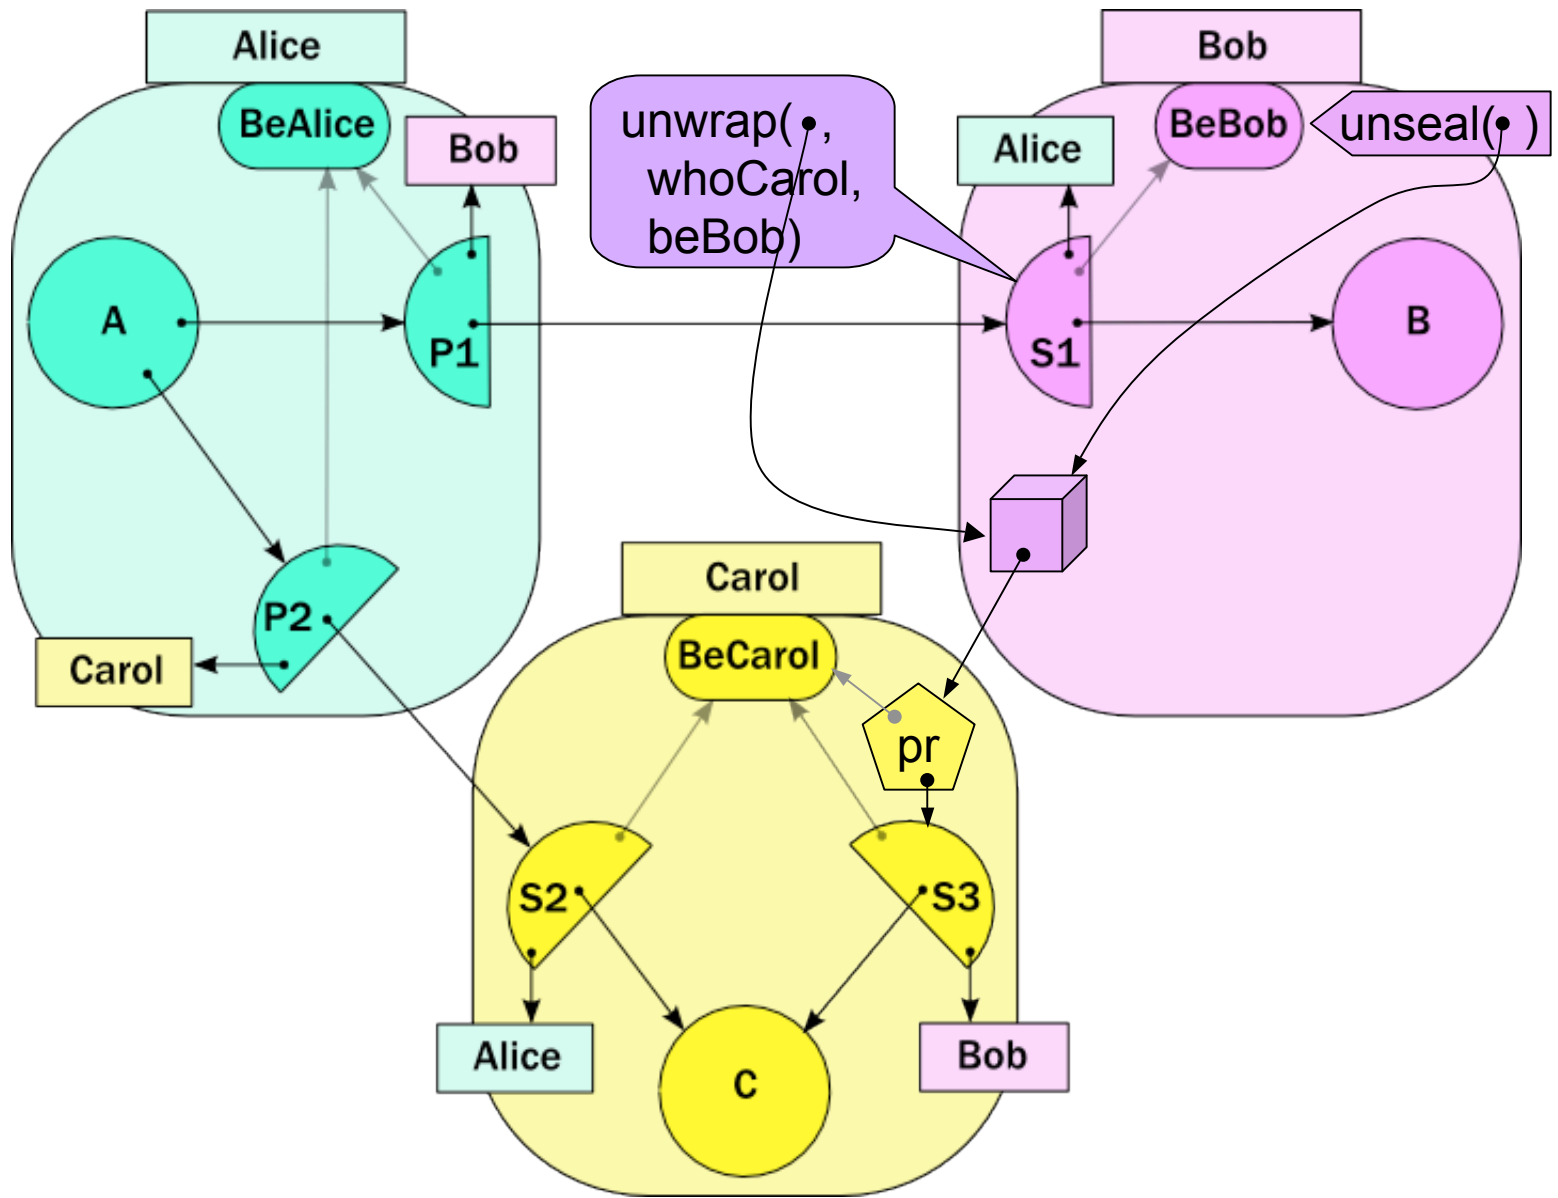 Alice
Bob
BeAlice
Bob
unwrap( ,
whoCarol,
beBob)
Alice
BeBob
unseal( )
A
P1
S1
B
P2
Carol
Carol
BeCarol
pr
S2
S3
Alice
C
Bob